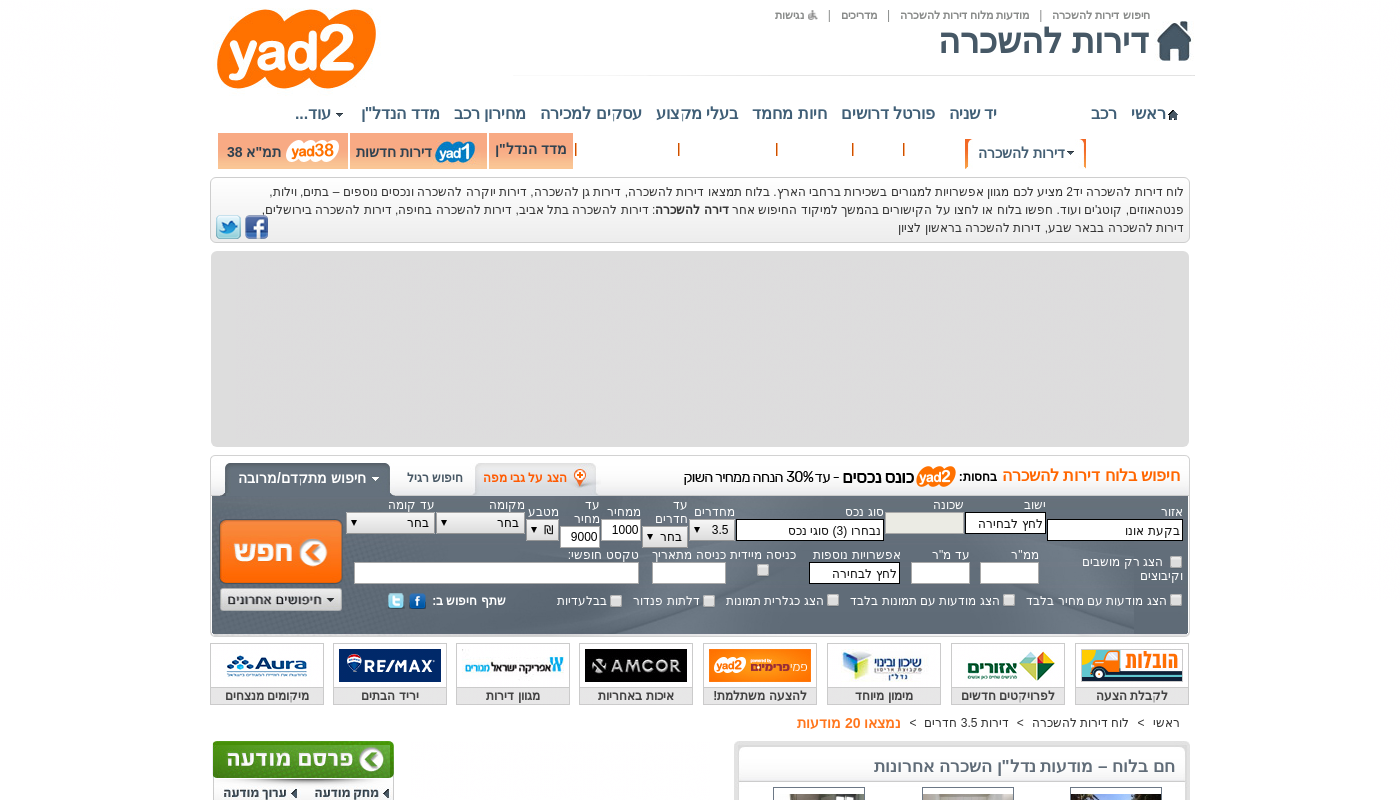 חיפוש דירות להשכרה | מודעות מלוח דירות להשכרה | מדריכים | נגישות
דירות להשכרה
yad2
ראשי רכב יד שניה פורטל דרושים חיות מחמד בעלי מקצוע עסקים למכירה מחירון רכב מדד הנדל"ן עוד...
דירות להשכרה | | | | | מדד הנדל"ן yad1 דירות חדשות yad38 תמ"א 38
לוח דירות להשכרה יד2 מציע לכם מגוון אפשרויות למגורים בשכירות ברחבי הארץ. בלוח תמצאו דירות להשכרה, דירות גן להשכרה, דירות יוקרה להשכרה ונכסים נוספים – בתים, וילות,
פנטהאוזים, קוטג'ים ועוד. חפשו בלוח או לחצו על הקישורים בהמשך למיקוד החיפוש אחר דירה להשכרה: דירות להשכרה בתל אביב, דירות להשכרה בחיפה, דירות להשכרה בירושלים,
דירות להשכרה בבאר שבע, דירות להשכרה בראשון לציון
חיפוש בלוח דירות להשכרה בחסות: yad2 כונס נכסים - עד 30% הנחה ממחיר השוק הצג על גבי מפה חיפוש רגיל חיפוש מתקדם/מרובה
אזור ישוב שכונה סוג נכס מחדרים עד חדרים ממחיר עד מחיר מטבע מקומה עד קומה
בקעת אונו לחץ לבחירה נבחרו (3) סוגי נכס 3.5 בחר 1000 9000 ₪ בחר בחר
חפש
הצג רק מושבים וקיבוצים ממ"ר עד מ"ר אפשרויות נוספות כניסה מיידית כניסה מתאריך טקסט חופשי:
לחץ לבחירה
חיפושים אחרונים
הצג מודעות עם מחיר בלבד הצג מודעות עם תמונות בלבד הצג כגלרית תמונות דלתות פנדור בבלעדיות שתף חיפוש ב:
הובלות אזורים שיכון ובינוי נדל"ן פמיפרימיום yad2 AMCOR אפריקה ישראל מגורים RE/MAX Aura
לקבלת הצעה לפרויקטים חדשים מימון מיוחד להצעה משתלמת! איכות באחריות מגוון דירות יריד הבתים מיקומים מנצחים
ראשי > לוח דירות להשכרה > דירות 3.5 חדרים > נמצאו 20 מודעות
חם בלוח – מודעות נדל"ן השכרה אחרונות
פרסם מודעה
מחק מודעה ערוך מודעה